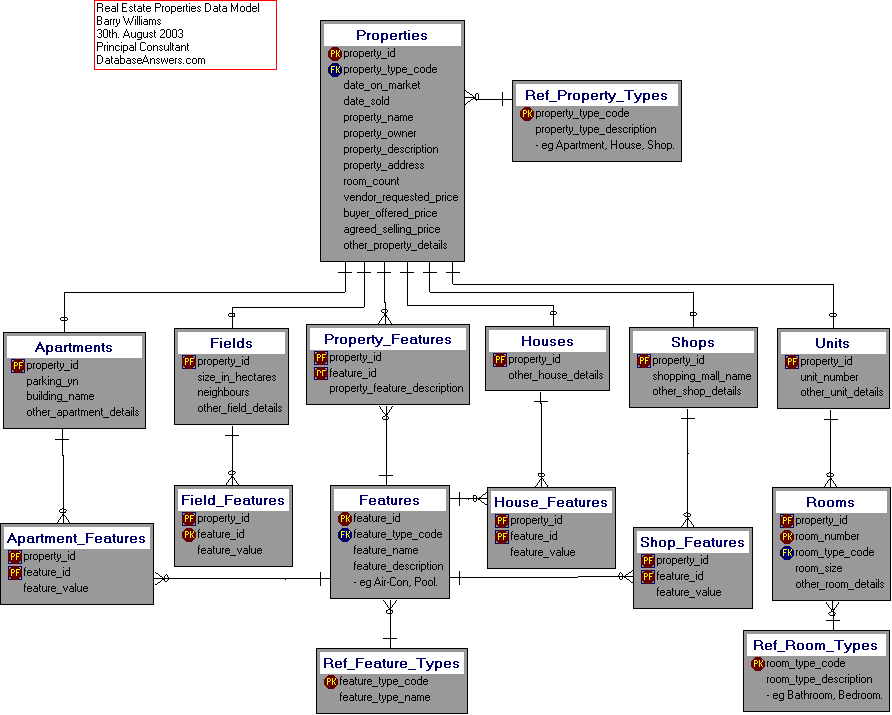 Real Estate Properties Data Model
Barry Williams
30th. August 2003
Principal Consultant
DatabaseAnswers.com
Properties
PK property_id
FK property_type_code
date_on_market
date_sold
property_name
property_owner
property_description
property_address
room_count
vendor_requested_price
buyer_offered_price
agreed_selling_price
other_property_details
Ref_Property_Types
PK property_type_code
property_type_description
- eg Apartment, House, Shop.
Apartments
PF property_id
parking_yn
building_name
other_apartment_details
Fields
PF property_id
size_in_hectares
neighbours
other_field_details
Property_Features
PF property_id
PF feature_id
property_feature_description
Houses
PF property_id
other_house_details
Shops
PF property_id
shopping_mall_name
other_shop_details
Units
PF property_id
unit_number
other_unit_details
Apartment_Features
PF property_id
PF feature_id
feature_value
Field_Features
PF property_id
PK feature_id
feature_value
Features
PK feature_id
FK feature_type_code
feature_name
feature_description
- eg Air-Con, Pool.
House_Features
PF property_id
PF feature_id
feature_value
Shop_Features
PF property_id
PF feature_id
feature_value
Rooms
PF property_id
PK room_number
FK room_type_code
room_size
other_room_details
Ref_Feature_Types
PK feature_type_code
feature_type_name
Ref_Room_Types
PK room_type_code
room_type_description
- eg Bathroom, Bedroom.